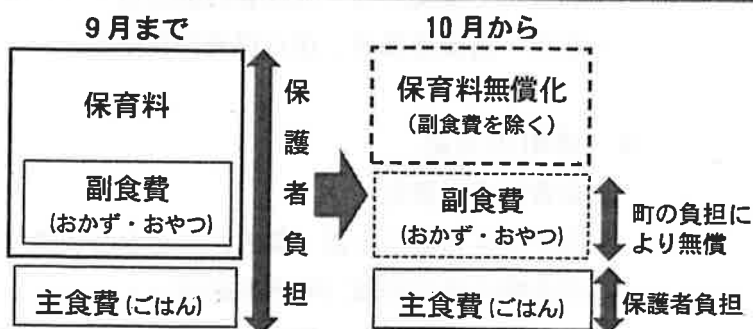 9月まで
保育料
副食費
(おかず・おやつ)
主食費(ごはん)
保護者負担
10月から
保育料無償化
(副食費を除く)
副食費
(おかず・おやつ)
町の負担に
より無償
主食費(ごはん)
保護者負担